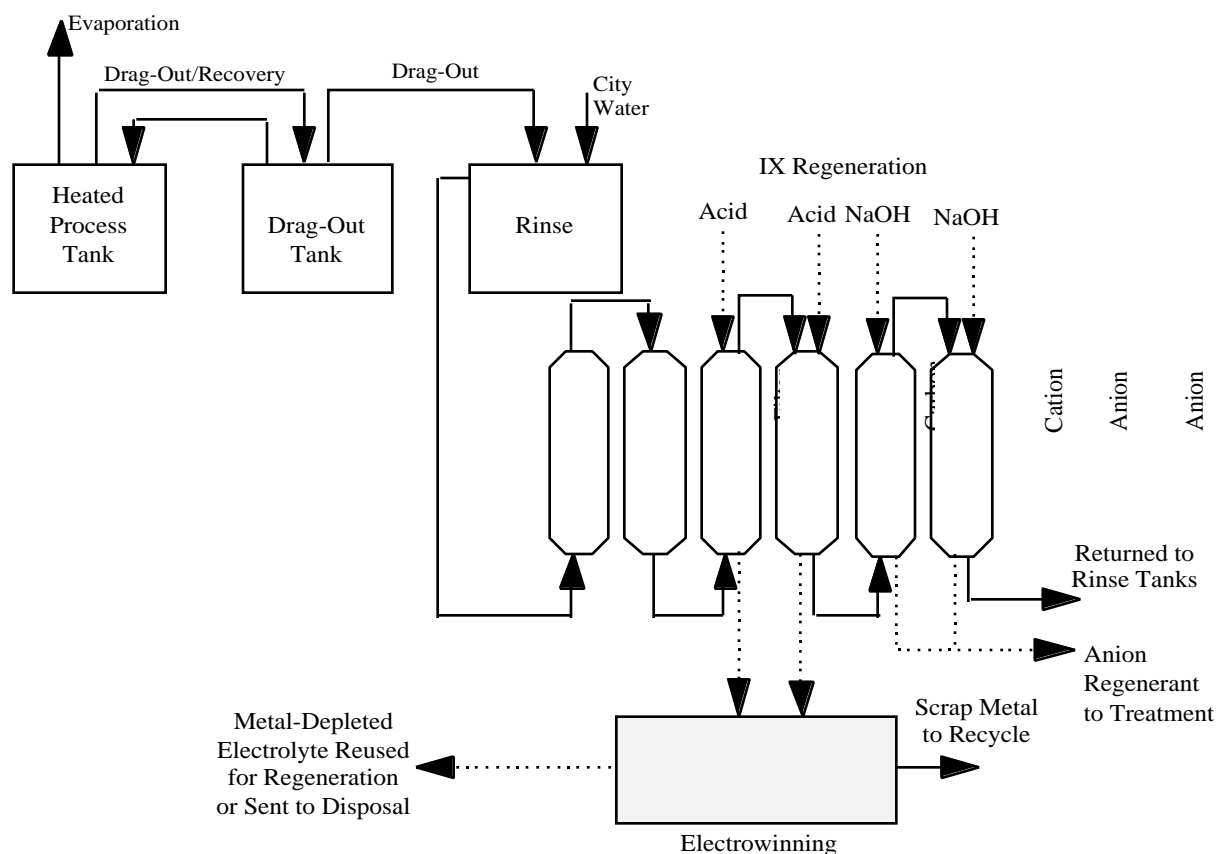 Evaporation
Drag-Out/Recovery
Drag-Out
City
Water
Heated
Process
Tank
Drag-Out
Tank
Rinse
IX Regeneration
Acid
Acid
NaOH
NaOH
Cation
Anion
Anion
Returned to
Rinse Tanks
Anion
Regenerant
to Treatment
Scrap Metal
to Recycle
Metal-Depleted
Electrolyte Reused
for Regeneration
or Sent to Disposal
Electrowinning